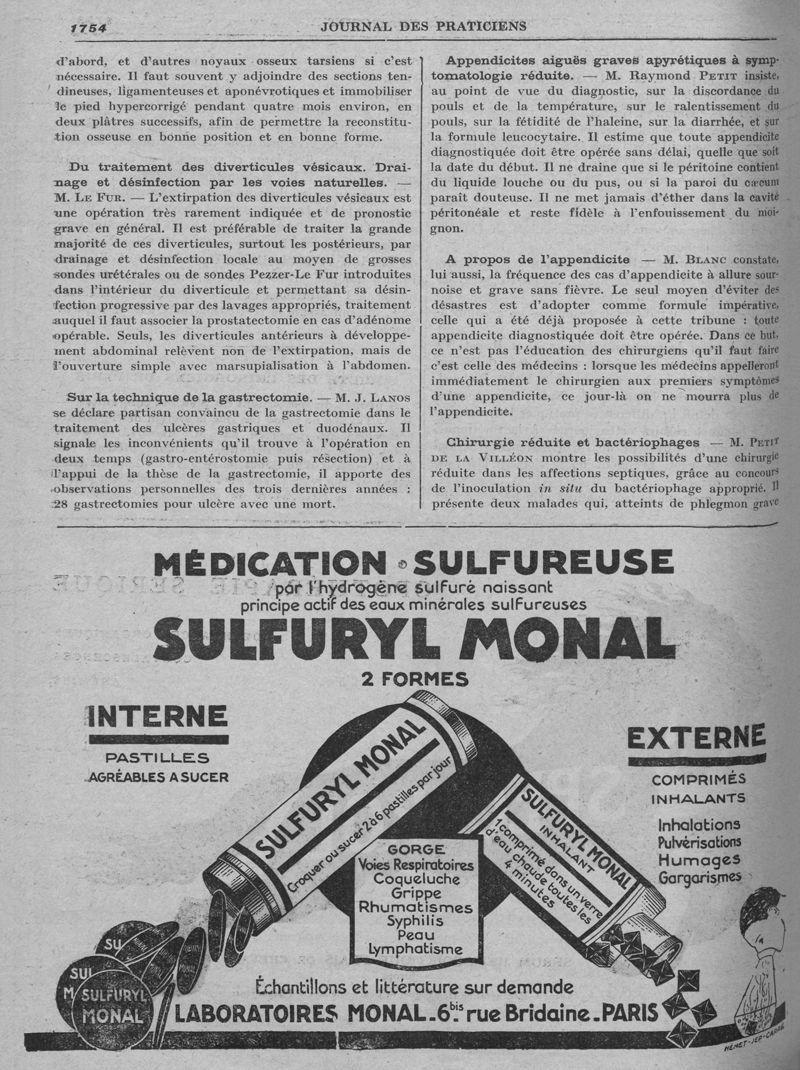 1754
JOURNAL DES PRATICIENS
d'abord, et d'autres noyaux osseux tarsiens si c'est
nécessaire. Il faut souvent y adjoindre des sections ten-
dineuses, ligamenteuses et aponévrotiques et immobiliser
le pied hypercorrigé pendant quatre mois environ, en
deux plâtres successifs, afin de permettre la reconstitu-
tion osseuse en bonne position et en bonne forme.
Du traitement des diverticules vésicaux. Drai-
nage et désinfection par les voies naturelles. —
M. LE FUR. — L'extirpation des diverticules vésicaux est
une opération très rarement indiquée et de pronostic
grave en général. Il est préférable de traiter la grande
majorité de ces diverticules, surtout les postérieurs, par
drainage et désinfection locale au moyen de grosses
sondes urétérales ou de sondes Pezzer-Le Fur introduites
dans l'intérieur du diverticule et permettant sa désin-
fection progressive par des lavages appropriés, traitement
auquel il faut associer la prostatectomie en cas d'adénome
opérable. Seuls, les diverticules antérieurs à développe-
ment abdominal relèvent non de l'extirpation, mais de
l'ouverture simple avec marsupialisation à l'abdomen.
Sur la technique de la gastrectomie. — M. J. LANOS
se déclare partisan convaincu de la gastrectomie dans le
traitement des ulcères gastriques et duodénaux. Il
signale les inconvénients qu'il trouve à l'opération en
deux temps (gastro-entérostomie puis résection) et à
l'appui de la thèse de la gastrectomie, il apporte des
observations personnelles des trois dernières années :
28 gastrectomies pour ulcère avec une mort.
Appendicites aiguës graves apyrétiques à symp-
tomatologie réduite. — M. Raymond PETIT insiste,
au point de vue du diagnostic, sur la discordance du
pouls et de la température, sur le ralentissement du
pouls, sur la fétidité de l'haleine, sur la diarrhée, et sur
la formule leucocytaire. Il estime que toute appendicite
diagnostiquée doit être opérée sans délai, quelle que soit
la date du début. Il ne draine que si le péritoine contient
du liquide louche ou du pus, ou si la paroi du cæcum
paraît douteuse. Il ne met jamais d'éther dans la cavité
péritonéale et reste fidèle à l'enfouissement du moi-
gnon.
A propos de l'appendicite — M. BLANC constate,
lui aussi, la fréquence des cas d'appendicite à allure sour-
noise et grave sans fièvre. Le seul moyen d'éviter des
désastres est d'adopter comme formule impérative,
celle qui a été déjà proposée à cette tribune : toute
appendicite diagnostiquée doit être opérée. Dans ce but,
ce n'est pas l'éducation des chirurgiens qu'il faut faire
c'est celle des médecins : lorsque les médecins appelleront
immédiatement le chirurgien aux premiers symptômes
d'une appendicite, ce jour-là on ne mourra plus de
l'appendicite.
Chirurgie réduite et bactériophages — M. PETIT
DE LA VILLÉON montre les possibilités d'une chirurgie
réduite dans les affections septiques, grâce au concours
de l'inoculation in situ du bactériophage approprié. Il
présente deux malades qui, atteints de phlegmon grave
MÉDICATION SULFUREUSE
par l'hydrogène sulfuré naissant
principe actif des eaux minérales sulfureuses
SULFURYL MONAL
2 FORMES
INTERNE
PASTILLES
AGRÉABLES A SUCER
EXTERNE
COMPRIMÉS
INHALANTS
Inhalations
Pulvérisations
Humages
Gargarismes
SULFURYL MONAL
Croquer ou sucer 2 à 6 pastilles par jour
SULFURYL MONAL
INHALANT
1 comprimé dans un verre
d'eau chaude toutes les
4 minutes
GORGE
Voies Respiratoires
Coqueluche
Grippe
Rhumatismes
Syphilis
Peau
Lymphatisme
SU
SUL
M
SULFURYL
MONAL
Échantillons et littérature sur demande
LABORATOIRES MONAL_6bis rue Bridaine_PARIS
HEMET-JEP-CARRÉ